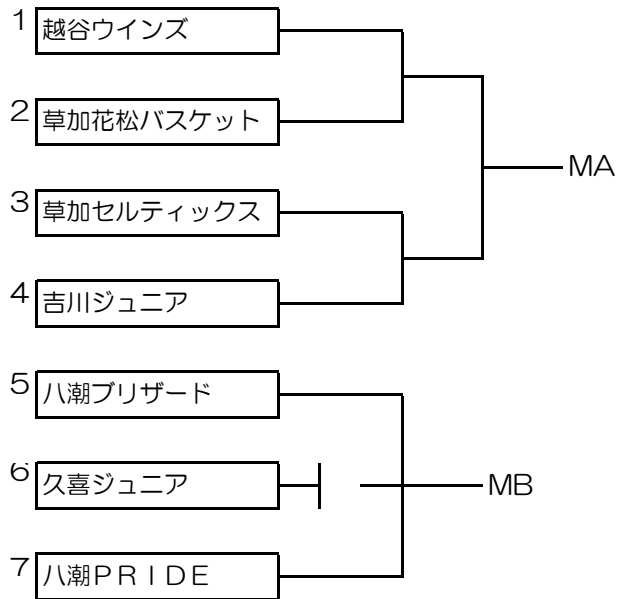 1 越谷ウインズ
2 草加花松バスケット
MA
3 草加セルティックス
4 吉川ジュニア
5 八潮ブリザード
6 久喜ジュニア
MB
7 八潮ＰＲＩＤＥ